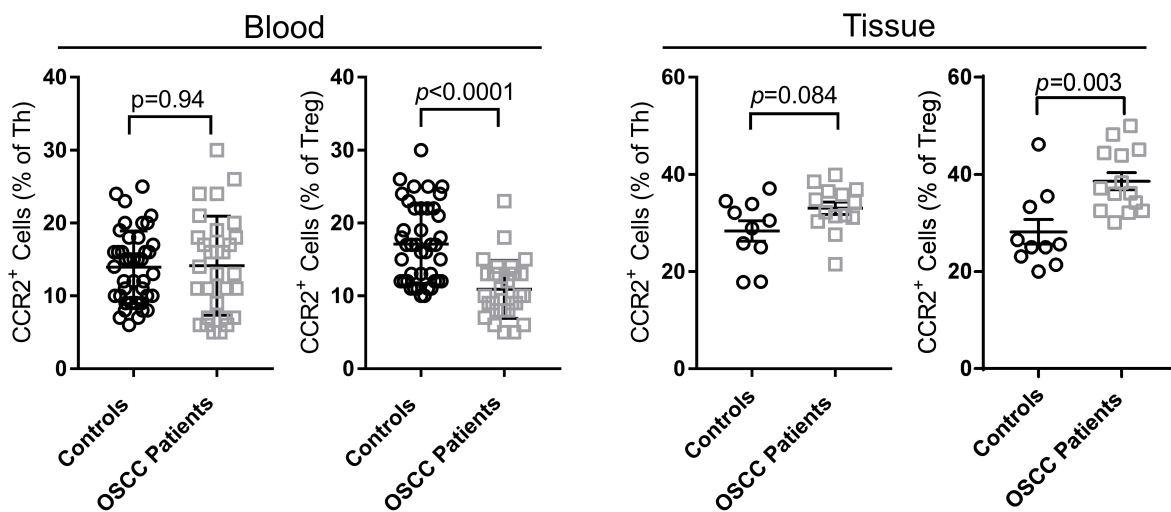 Blood
Tissue
CCR2+ Cells (% of Th)
40
30
20
10
0
p=0.94
Controls
OSCC Patients
CCR2+ Cells (% of Treg)
40
30
20
10
0
p<0.0001
Controls
OSCC Patients
CCR2+ Cells (% of Th)
60
40
20
0
p=0.084
Controls
OSCC Patients
CCR2+ Cells (% of Treg)
60
40
20
0
p=0.003
Controls
OSCC Patients